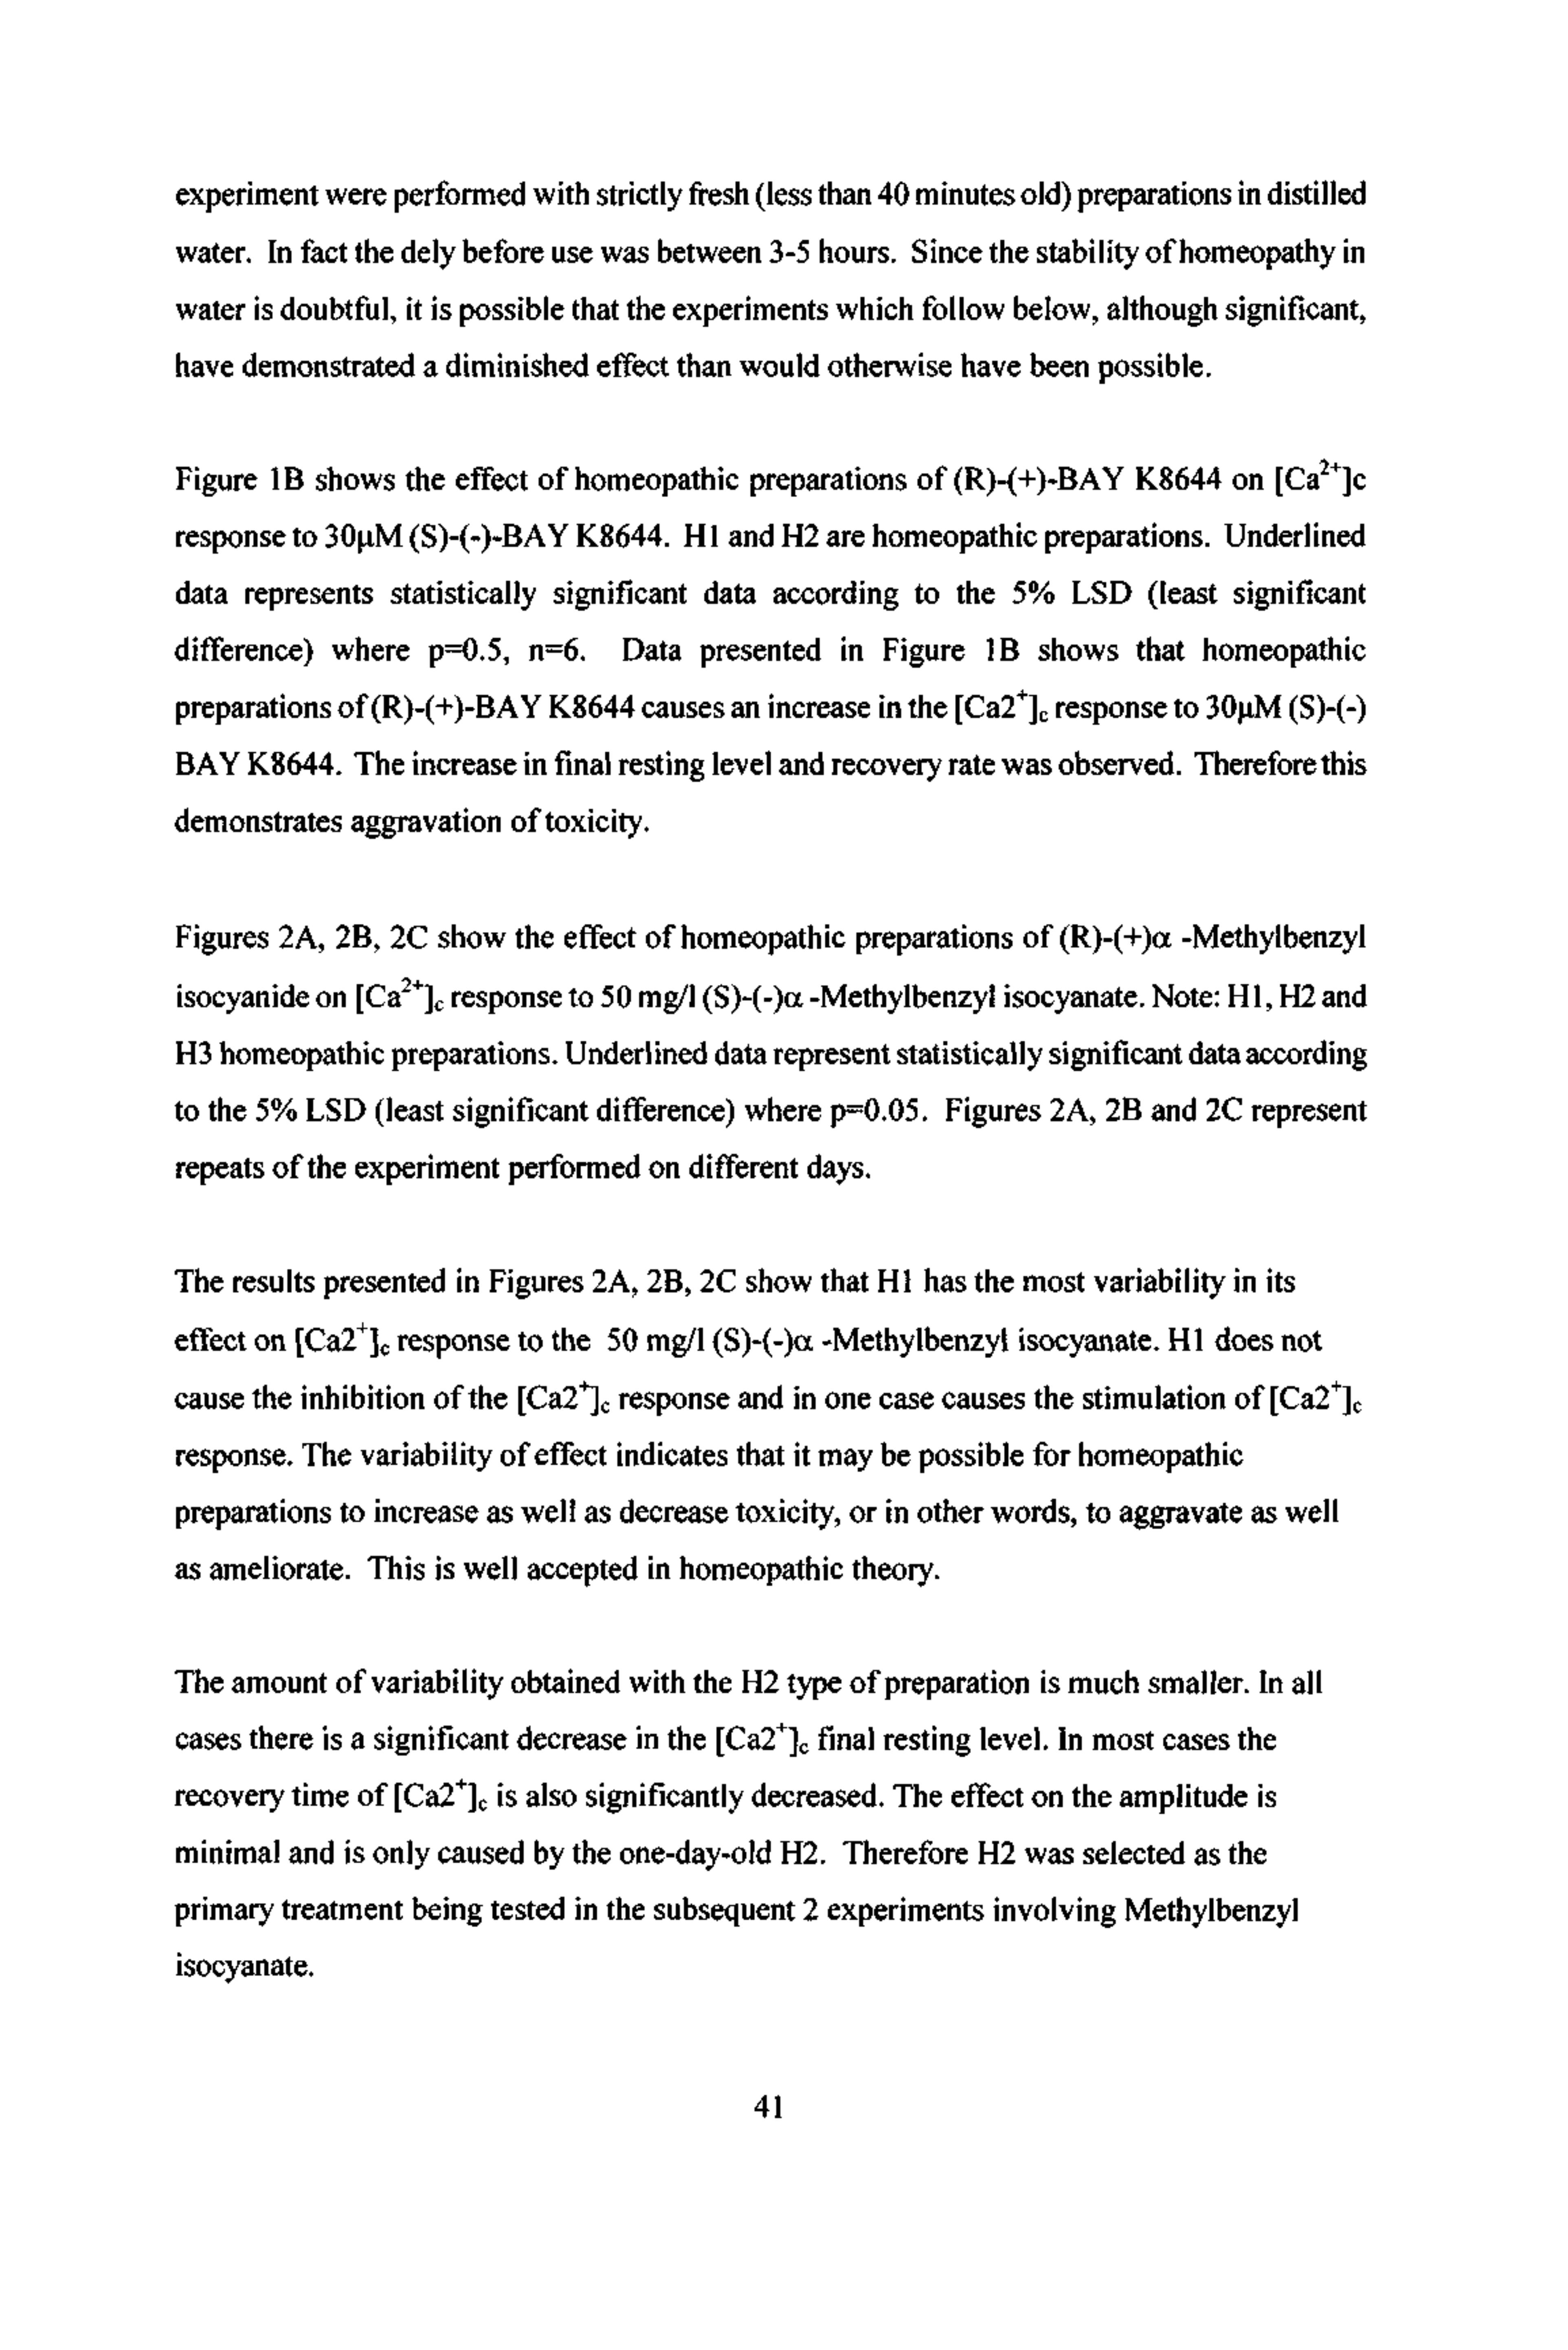 experiment were performed with strictly fresh (less than 40 minutes old) preparations in distilled
water. In fact the dely before use was between 3-5 hours. Since the stability of homeopathy in
water is doubtful, it is possible that the experiments which follow below, although significant,
have demonstrated a diminished effect than would otherwise have been possible.
Figure 1B shows the effect of homeopathic preparations of (R)-(+)-BAY K8644 on [Ca²⁺]c
response to 30µM (S)-(-)-BAY K8644. H1 and H2 are homeopathic preparations. Underlined
data represents statistically significant data according to the 5% LSD (least significant
difference) where p=0.5, n=6. Data presented in Figure 1B shows that homeopathic
preparations of (R)-(+)-BAY K8644 causes an increase in the [Ca2⁺]c response to 30µM (S)-(-)
BAY K8644. The increase in final resting level and recovery rate was observed. Therefore this
demonstrates aggravation of toxicity.
Figures 2A, 2B, 2C show the effect of homeopathic preparations of (R)-(+)α -Methylbenzyl
isocyanide on [Ca²⁺]c response to 50 mg/l (S)-(-)α -Methylbenzyl isocyanate. Note: H1, H2 and
H3 homeopathic preparations. Underlined data represent statistically significant data according
to the 5% LSD (least significant difference) where p=0.05. Figures 2A, 2B and 2C represent
repeats of the experiment performed on different days.
The results presented in Figures 2A, 2B, 2C show that H1 has the most variability in its
effect on [Ca2⁺]c response to the 50 mg/l (S)-(-)α -Methylbenzyl isocyanate. H1 does not
cause the inhibition of the [Ca2⁺]c response and in one case causes the stimulation of [Ca2⁺]c
response. The variability of effect indicates that it may be possible for homeopathic
preparations to increase as well as decrease toxicity, or in other words, to aggravate as well
as ameliorate. This is well accepted in homeopathic theory.
The amount of variability obtained with the H2 type of preparation is much smaller. In all
cases there is a significant decrease in the [Ca2⁺]c final resting level. In most cases the
recovery time of [Ca2⁺]c is also significantly decreased. The effect on the amplitude is
minimal and is only caused by the one-day-old H2. Therefore H2 was selected as the
primary treatment being tested in the subsequent 2 experiments involving Methylbenzyl
isocyanate.
41